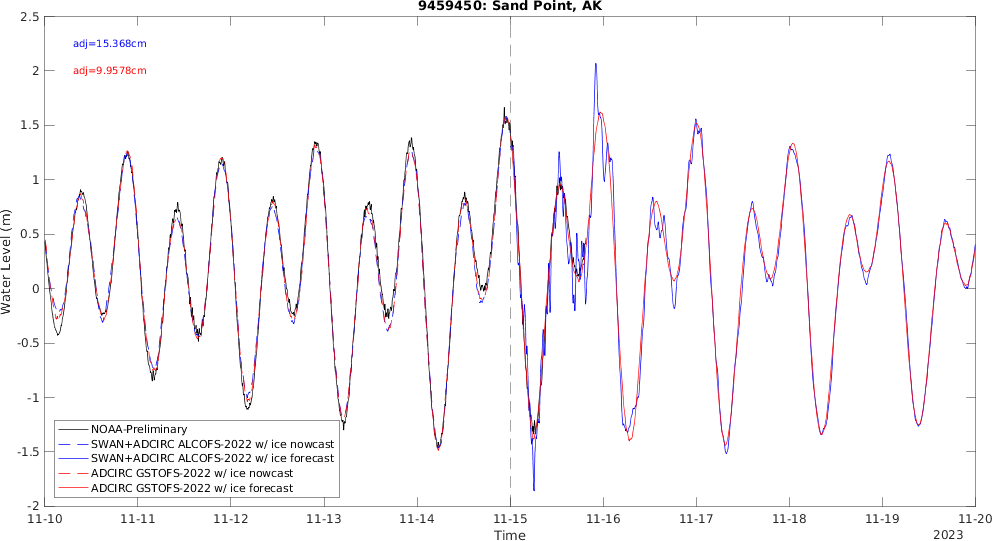 9459450: Sand Point, AK
adj=15.368cm
adj=9.9578cm
Water Level (m)
2.5
2
1.5
1
0.5
0
-0.5
-1
-1.5
-2
NOAA-Preliminary
SWAN+ADCIRC ALCOFS-2022 w/ ice nowcast
SWAN+ADCIRC ALCOFS-2022 w/ ice forecast
ADCIRC GSTOFS-2022 w/ ice nowcast
ADCIRC GSTOFS-2022 w/ ice forecast
11-10 11-11 11-12 11-13 11-14 11-15 11-16 11-17 11-18 11-19 11-20
Time
2023